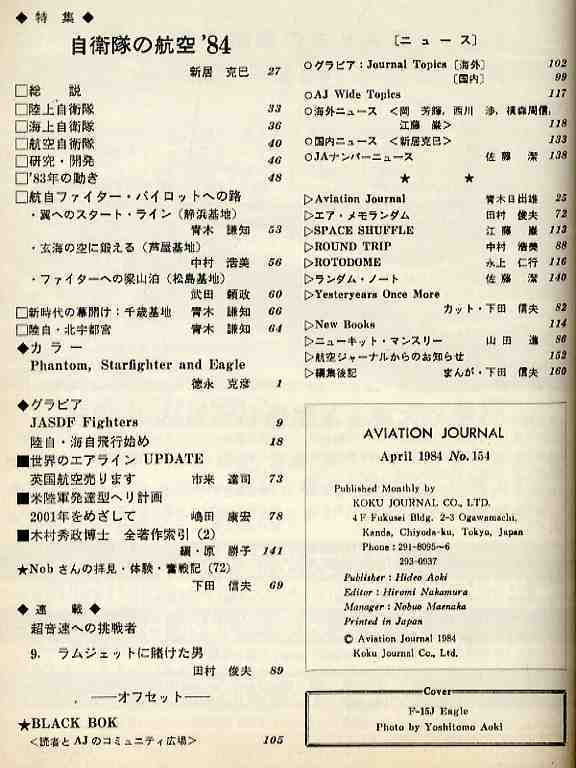 ◆ 特 集 ◆
自衛隊の航空 '84
新居 克巳 27
□総 説
□陸上自衛隊 33
□海上自衛隊 36
□航空自衛隊 40
□研究・開発 46
□'83年の動き 48
□航自ファイター・パイロットへの路
・翼へのスタート・ライン (静浜基地)
青木 謙知 53
・玄海の空に鍛える (芦屋基地)
中村 浩美 56
・ファイターへの梁山泊 (松島基地)
武田 頼政 60
□新時代の幕開け：千歳基地 青木 謙知 66
□陸自・北宇都宮 青木 謙知 64
◆カラー
Phantom, Starfighter and Eagle
徳永 克彦 1
◆グラビア
JASDF Fighters 9
陸自・海自飛行始め 18
■世界のエアライン UPDATE
英国航空売ります 市来 達司 73
■米陸軍発達型ヘリ計画
2001年をめざして 嶋田 康宏 78
■木村秀政博士 全著作索引 (2)
編・原 勝子 141
★Nob さんの拝見・体験・奮戦記 (72)
下田 信夫 69
◆ 連 載 ◆
超音速への挑戦者
9. ラムジェットに賭けた男
田村 俊夫 89
――オフセット――
★BLACK BOK
<読者とAJのコミュニティ広場> 105
[ニュース]
○グラビア：Journal Topics [海外] 102
[国内] 99
○AJ Wide Topics 117
○海外ニュース <岡 芳輝, 西川 渉, 横森周信,
江藤 巌> 118
○国内ニュース <新居克巳> 133
○JAナンバーニュース 佐藤 潔 138
★ ★
▷Aviation Journal 青木日出雄 25
▷エア・メモランダム 田村 俊夫 72
▷SPACE SHUFFLE 江藤 巌 113
▷ROUND TRIP 中村 浩美 88
▷ROTODOME 永上 仁行 116
▷ランダム・ノート 佐藤 潔 140
▷Yesteryears Once More
カット・下田 信夫 82
▷New Books 114
▷ニューキット・マンスリー 山田 進 86
▷航空ジャーナルからのお知らせ 152
▷編集後記 まんが・下田 信夫 160
AVIATION JOURNAL
April 1984 No. 154
Published Monthly by
KOKU JOURNAL CO., LTD.
4F Fukusei Bldg. 2-3 Ogawamachi,
Kanda, Chiyoda-ku, Tokyo, Japan
Phone : 291-8095~6
293-6937
Publisher : Hideo Aoki
Editor : Hiromi Nakamura
Manager : Nobuo Maenaka
Printed in Japan
© Aviation Journal 1984
Koku Journal Co., Ltd.
Cover
F-15J Eagle
Photo by Yoshitomo Aoki